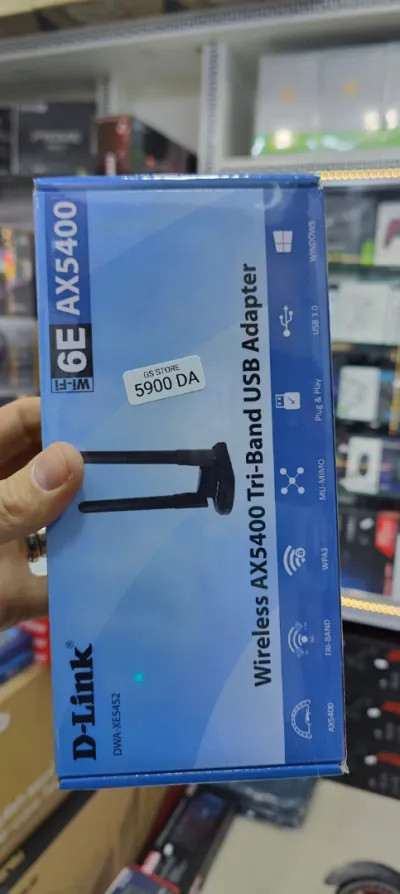 Wi-Fi 6E AX5400
GS STORE
5900 DA
D-Link®
DWA-XE5452
Wireless AX5400 Tri-Band USB Adapter
AX5400
TRI-BAND
WPA3
MU-MIMO
Plug & Play
USB 3.0
WINDOWS